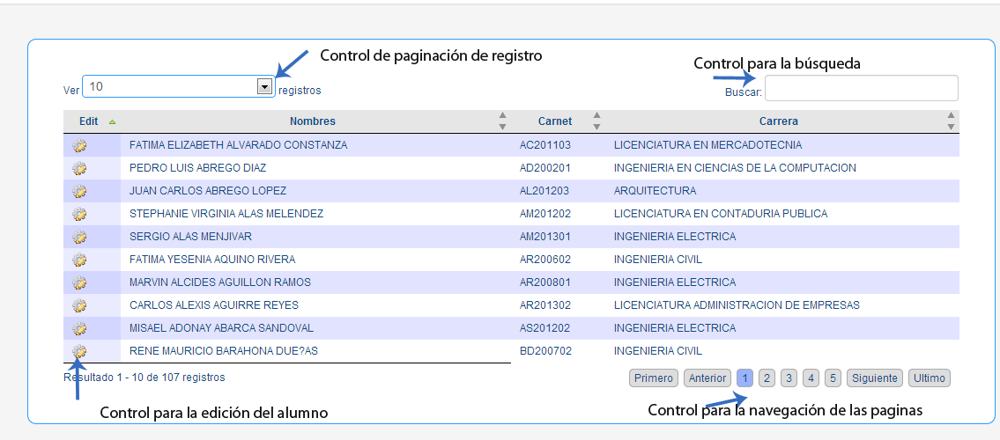 Control de paginación de registro
Control para la búsqueda
Ver 10 registros
Buscar:
Edit Nombres Carnet Carrera
FATIMA ELIZABETH ALVARADO CONSTANZA AC201103 LICENCIATURA EN MERCADOTECNIA
PEDRO LUIS ABREGO DIAZ AD200201 INGENIERIA EN CIENCIAS DE LA COMPUTACION
JUAN CARLOS ABREGO LOPEZ AL201203 ARQUITECTURA
STEPHANIE VIRGINIA ALAS MELENDEZ AM201202 LICENCIATURA EN CONTADURIA PUBLICA
SERGIO ALAS MENJIVAR AM201301 INGENIERIA ELECTRICA
FATIMA YESENIA AQUINO RIVERA AR200602 INGENIERIA CIVIL
MARVIN ALCIDES AGUILLON RAMOS AR200801 INGENIERIA ELECTRICA
CARLOS ALEXIS AGUIRRE REYES AR201302 LICENCIATURA ADMINISTRACION DE EMPRESAS
MISAEL ADONAY ABARCA SANDOVAL AS201202 INGENIERIA ELECTRICA
RENE MAURICIO BARAHONA DUE?AS BD200702 INGENIERIA CIVIL
Resultado 1 - 10 de 107 registros
Primero Anterior 1 2 3 4 5 Siguiente Ultimo
Control para la edición del alumno
Control para la navegación de las paginas